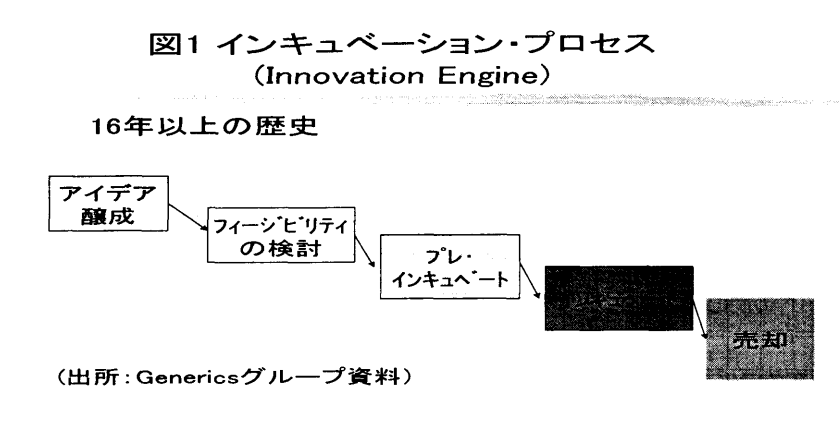 図1 インキュベーション・プロセス
(Innovation Engine)
16年以上の歴史
アイデア
醸成
フィージビリティ
の検討
プレ・
インキュベート
売却
(出所:Genericsグループ資料)